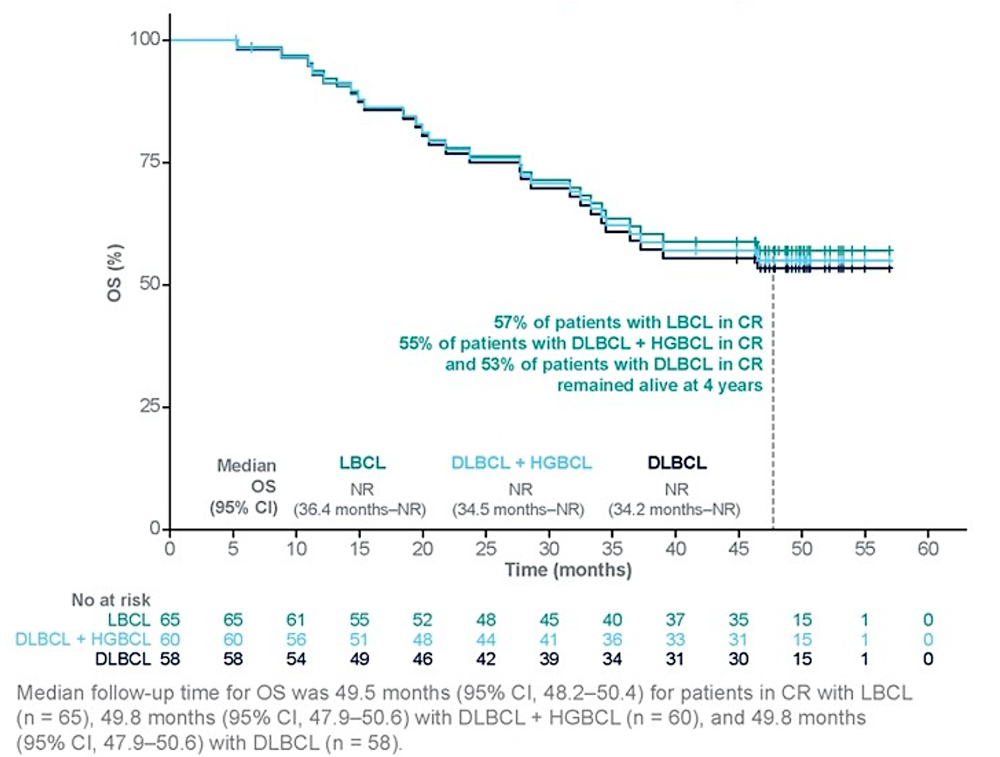 100
75
50
25
0
OS (%)
57% of patients with LBCL in CR
55% of patients with DLBCL + HGBCL in CR
and 53% of patients with DLBCL in CR
remained alive at 4 years
Median OS (95% CI)
LBCL DLBCL + HGBCL DLBCL
NR NR NR
(36.4 months–NR) (34.5 months–NR) (34.2 months–NR)
0 5 10 15 20 25 30 35 40 45 50 55 60
Time (months)
No at risk
LBCL 65 65 61 55 52 48 45 40 37 35 15 1 0
DLBCL + HGBCL 60 60 56 51 48 44 41 36 33 31 15 1 0
DLBCL 58 58 54 49 46 42 39 34 31 30 15 1 0
Median follow-up time for OS was 49.5 months (95% CI, 48.2–50.4) for patients in CR with LBCL
(n = 65), 49.8 months (95% CI, 47.9–50.6) with DLBCL + HGBCL (n = 60), and 49.8 months
(95% CI, 47.9–50.6) with DLBCL (n = 58).